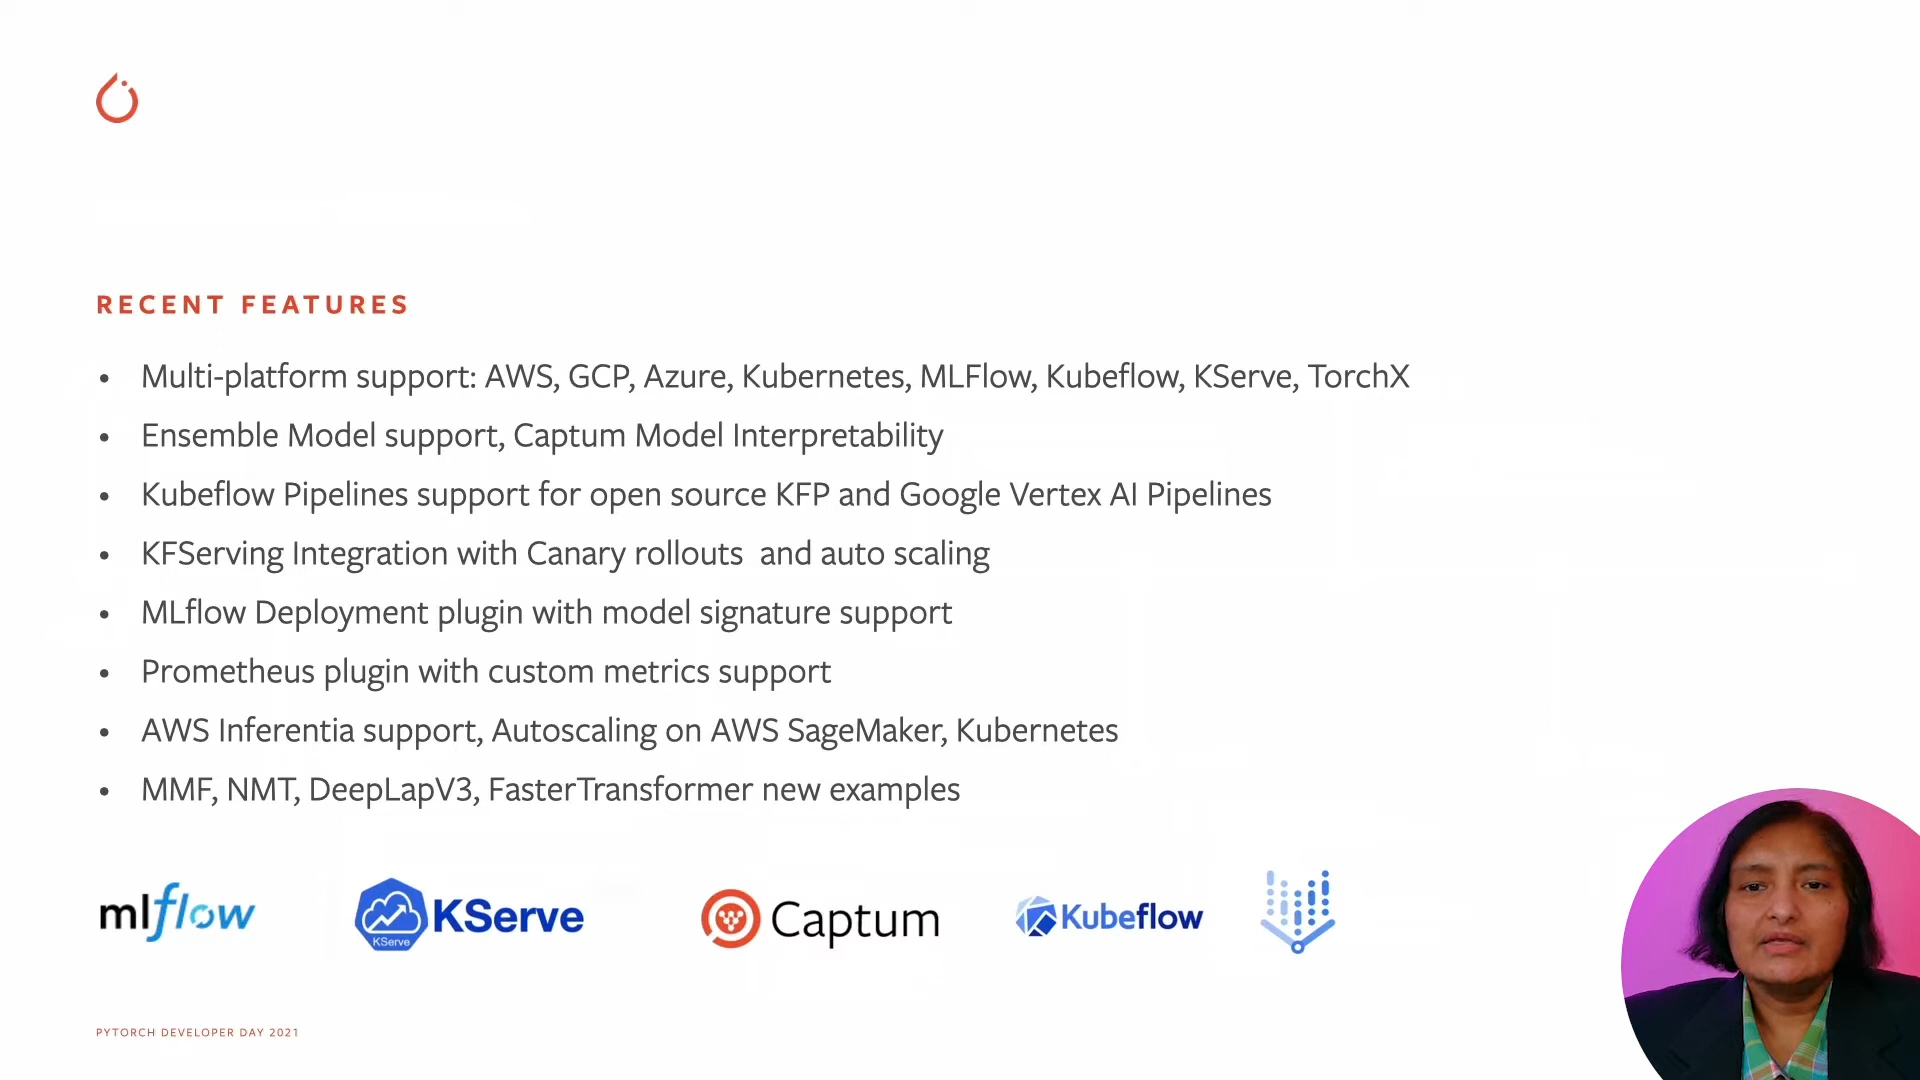 RECENT FEATURES
• Multi-platform support: AWS, GCP, Azure, Kubernetes, MLFlow, Kubeflow, KServe, TorchX
• Ensemble Model support, Captum Model Interpretability
• Kubeflow Pipelines support for open source KFP and Google Vertex AI Pipelines
• KFServing Integration with Canary rollouts  and auto scaling
• MLflow Deployment plugin with model signature support
• Prometheus plugin with custom metrics support
• AWS Inferentia support, Autoscaling on AWS SageMaker, Kubernetes
• MMF, NMT, DeepLapV3, FasterTransformer new examples
mlflow
KServe
KServe
Captum
Kubeflow
PYTORCH DEVELOPER DAY 2021